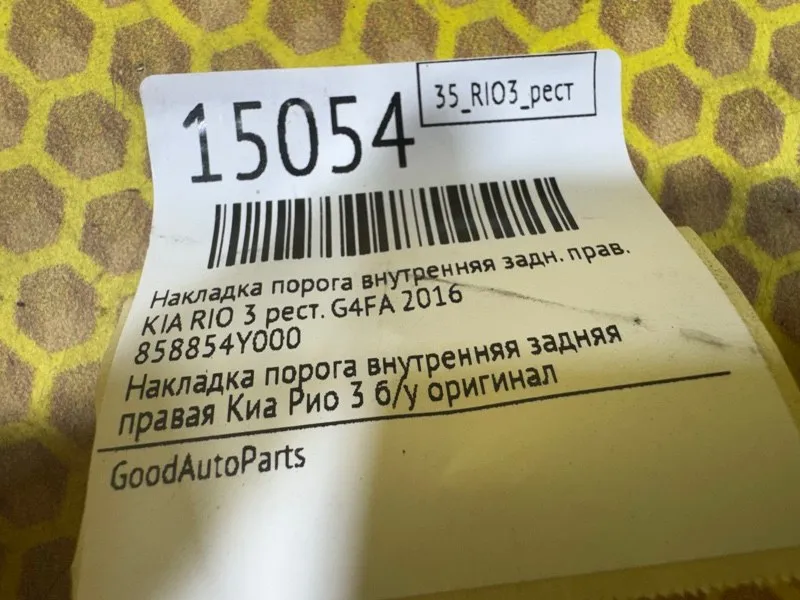 15054
35_RIO3_рест
Накладка порога внутренняя задн. прав.
KIA RIO 3 рест. G4FA 2016
858854Y000
Накладка порога внутренняя задняя
правая Киа Рио 3 б/у оригинал
GoodAutoParts